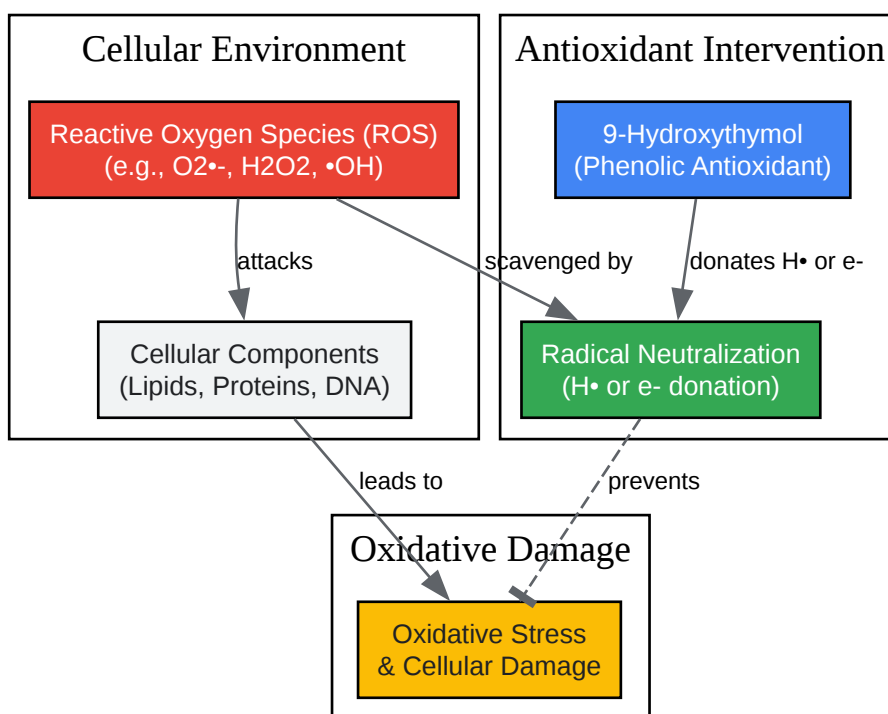 Cellular Environment
Antioxidant Intervention
Reactive Oxygen Species (ROS)
(e.g., O2•-, H2O2, •OH)
9-Hydroxythymol
(Phenolic Antioxidant)
attacks
scavenged by
donates H• or e-
Cellular Components
(Lipids, Proteins, DNA)
Radical Neutralization
(H• or e- donation)
leads to
prevents
Oxidative Damage
Oxidative Stress
& Cellular Damage